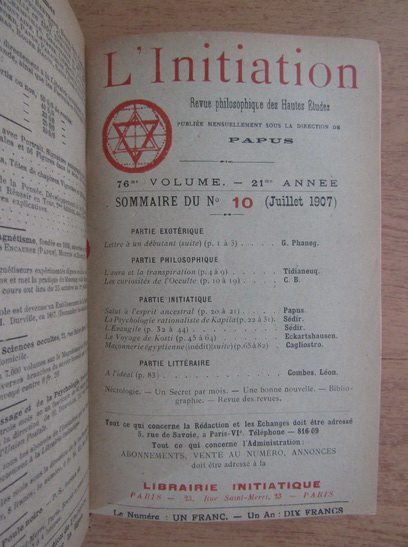 L'Initiation
Revue philosophique des Hautes Études
PUBLIÉE MENSUELLEMENT SOUS LA DIRECTION DE
PAPUS
76me VOLUME. — 21me ANNÉE
SOMMAIRE DU No 10 (Juillet 1907)
PARTIE EXOTÉRIQUE
Lettre à un débutant (suite) (p. 1 à 3) . . . . . G. Phaneg.
PARTIE PHILOSOPHIQUE
L'aura et la transpiration (p. 4 à 9) . . . . . Tidianeuq.
Les curiosités de l'Occulte (p. 10 à 19) . . . . . C. B.
PARTIE INITIATIQUE
Salut à l'esprit ancestral (p. 20 à 21) . . . . . Papus.
La Psychologie rationaliste de Kapila (p. 22 à 31). Sédir.
L'Evangile (p. 32 à 44) . . . . . Sédir.
Le Voyage de Kosti (p. 45 à 64) . . . . . Eckartshausen.
Maçonnerie égyptienne (inédit) (suite) (p. 65 à 82) . Cagliostro.
PARTIE LITTÉRAIRE
A l'idéal (p. 83) . . . . . Combes, Léon.
Nécrologie. — Un Secret par mois. — Une bonne nouvelle. — Biblio-
graphie. — Revue des revues.
Tout ce qui concerne la Rédaction et les Echanges doit être adressé
5, rue de Savoie, à Paris-VIe. Téléphone — 816-09
Tout ce qui concerne l'Administration:
ABONNEMENTS, VENTE AU NUMÉRO, ANNONCES
doit être adressé à la
LIBRAIRIE INITIATIQUE
PARIS — 23, Rue Saint-Merri, 23 — PARIS
Le Numéro : UN FRANC. — Un An : DIX FRANCS